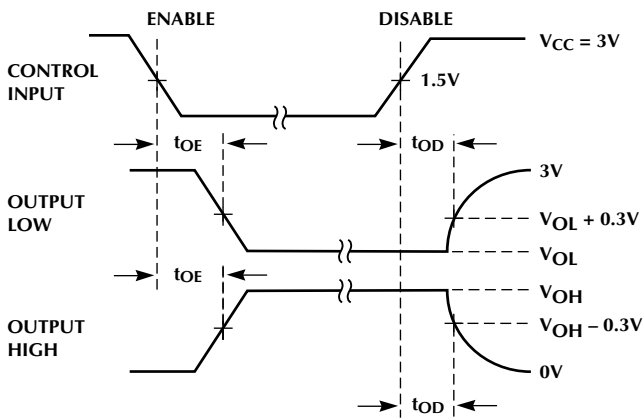 ENABLE DISABLE
VCC = 3V
CONTROL
INPUT
1.5V
tOE tOD
3V
OUTPUT
LOW
VOL + 0.3V
VOL
tOE
VOH
OUTPUT
HIGH
VOH – 0.3V
0V
tOD